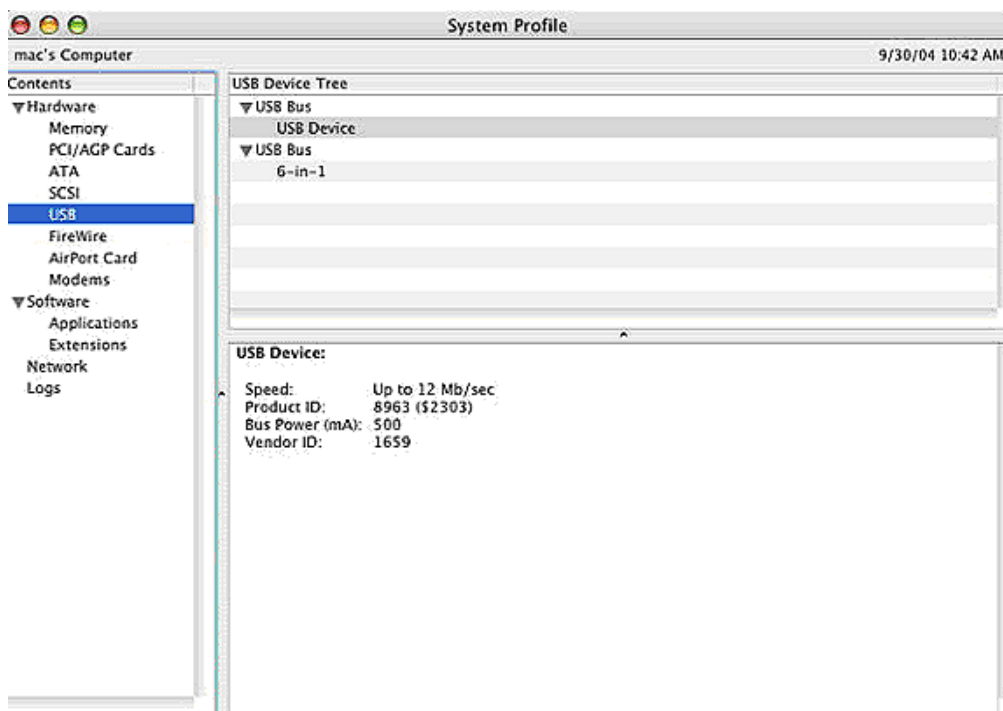 System Profile
mac's Computer
9/30/04 10:42 AM
Contents
Hardware
Memory
PCI/AGP Cards
ATA
SCSI
USB
FireWire
AirPort Card
Modems
Software
Applications
Extensions
Network
Logs
USB Device Tree
USB Bus
USB Device
USB Bus
6-in-1
USB Device:
Speed: Up to 12 Mb/sec
Product ID: 8963 ($2303)
Bus Power (mA): 500
Vendor ID: 1659